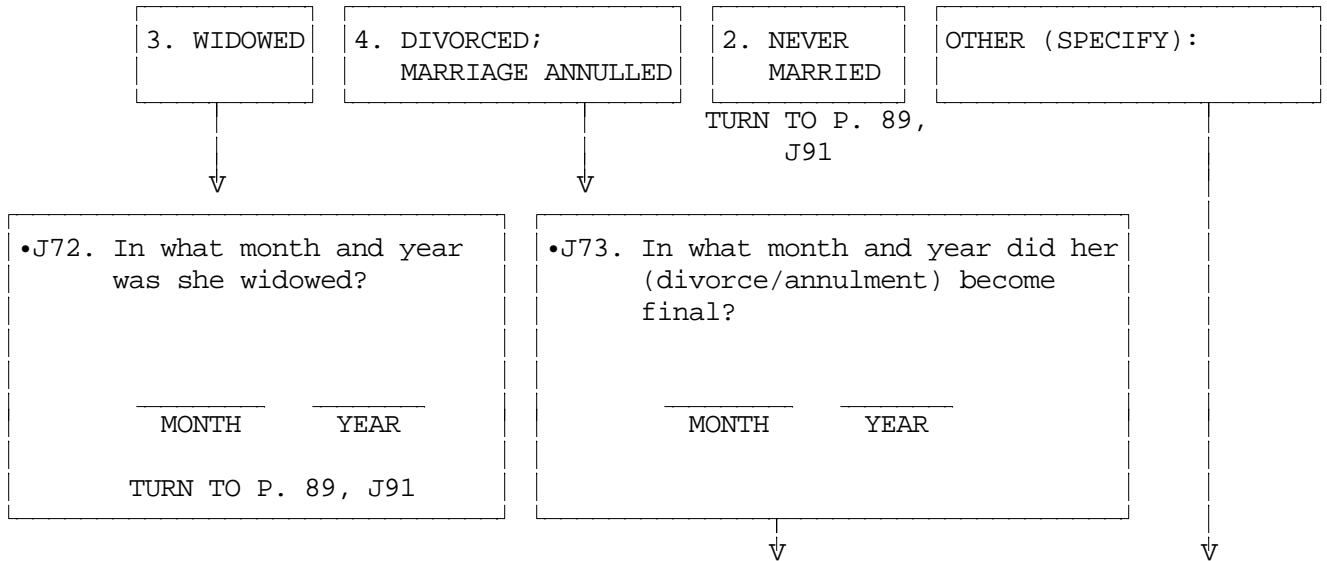 3. WIDOWED
4. DIVORCED;
MARRIAGE ANNULLED
2. NEVER
MARRIED
OTHER (SPECIFY):
TURN TO P. 89,
J91
•J72. In what month and year
was she widowed?
MONTH YEAR
TURN TO P. 89, J91
•J73. In what month and year did her
(divorce/annulment) become
final?
MONTH YEAR